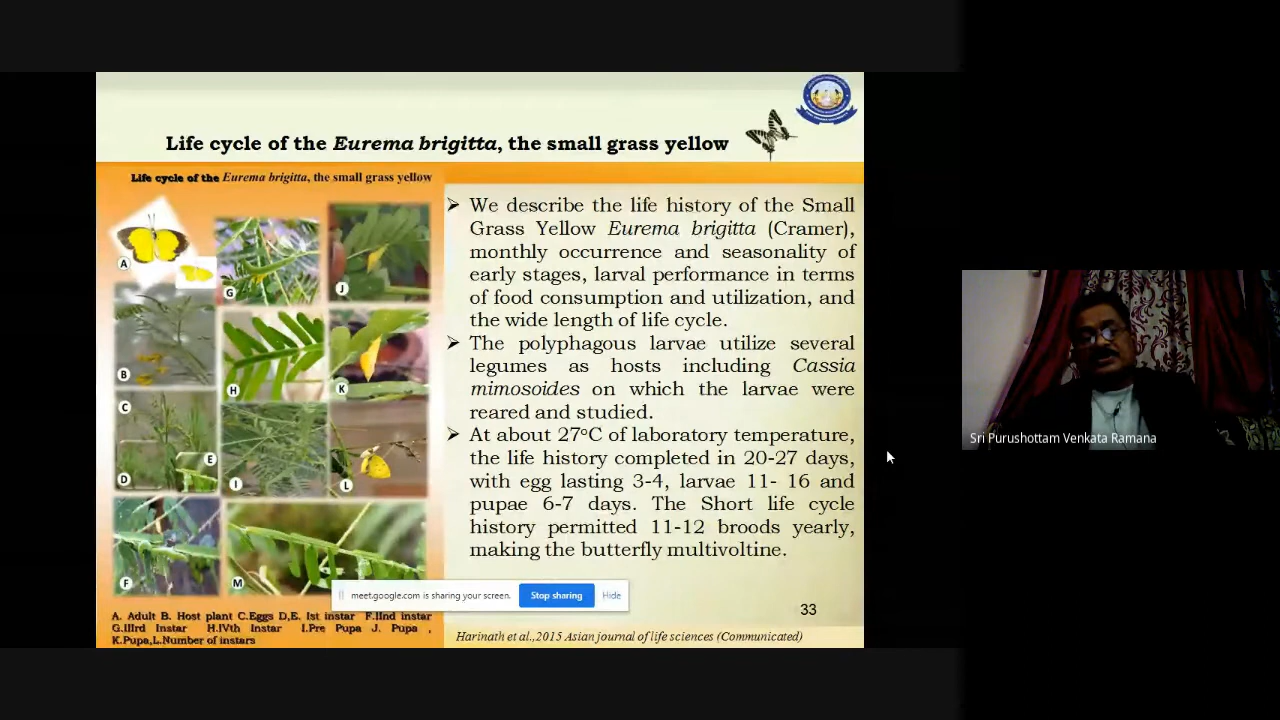 Life cycle of the Eurema brigitta, the small grass yellow
Life cycle of the Eurema brigitta, the small grass yellow
A
B
C
D
E
F
G
H
I
J
K
L
M
A. Adult B. Host plant C.Eggs D,E. Ist instar F.IInd instar
G.IIIrd Instar H.IVth Instar I.Pre Pupa J. Pupa ,
K.Pupa,L.Number of instars
➢ We describe the life history of the Small
Grass Yellow Eurema brigitta (Cramer),
monthly occurrence and seasonality of
early stages, larval performance in terms
of food consumption and utilization, and
the wide length of life cycle.
➢ The polyphagous larvae utilize several
legumes as hosts including Cassia
mimosoides on which the larvae were
reared and studied.
➢ At about 27°C of laboratory temperature,
the life history completed in 20-27 days,
with egg lasting 3-4, larvae 11- 16 and
pupae 6-7 days. The Short life cycle
history permitted 11-12 broods yearly,
making the butterfly multivoltine.
meet.google.com is sharing your screen.
Stop sharing
Hide
33
Harinath et al.,2015 Asian journal of life sciences (Communicated)
Sri Purushottam Venkata Ramana